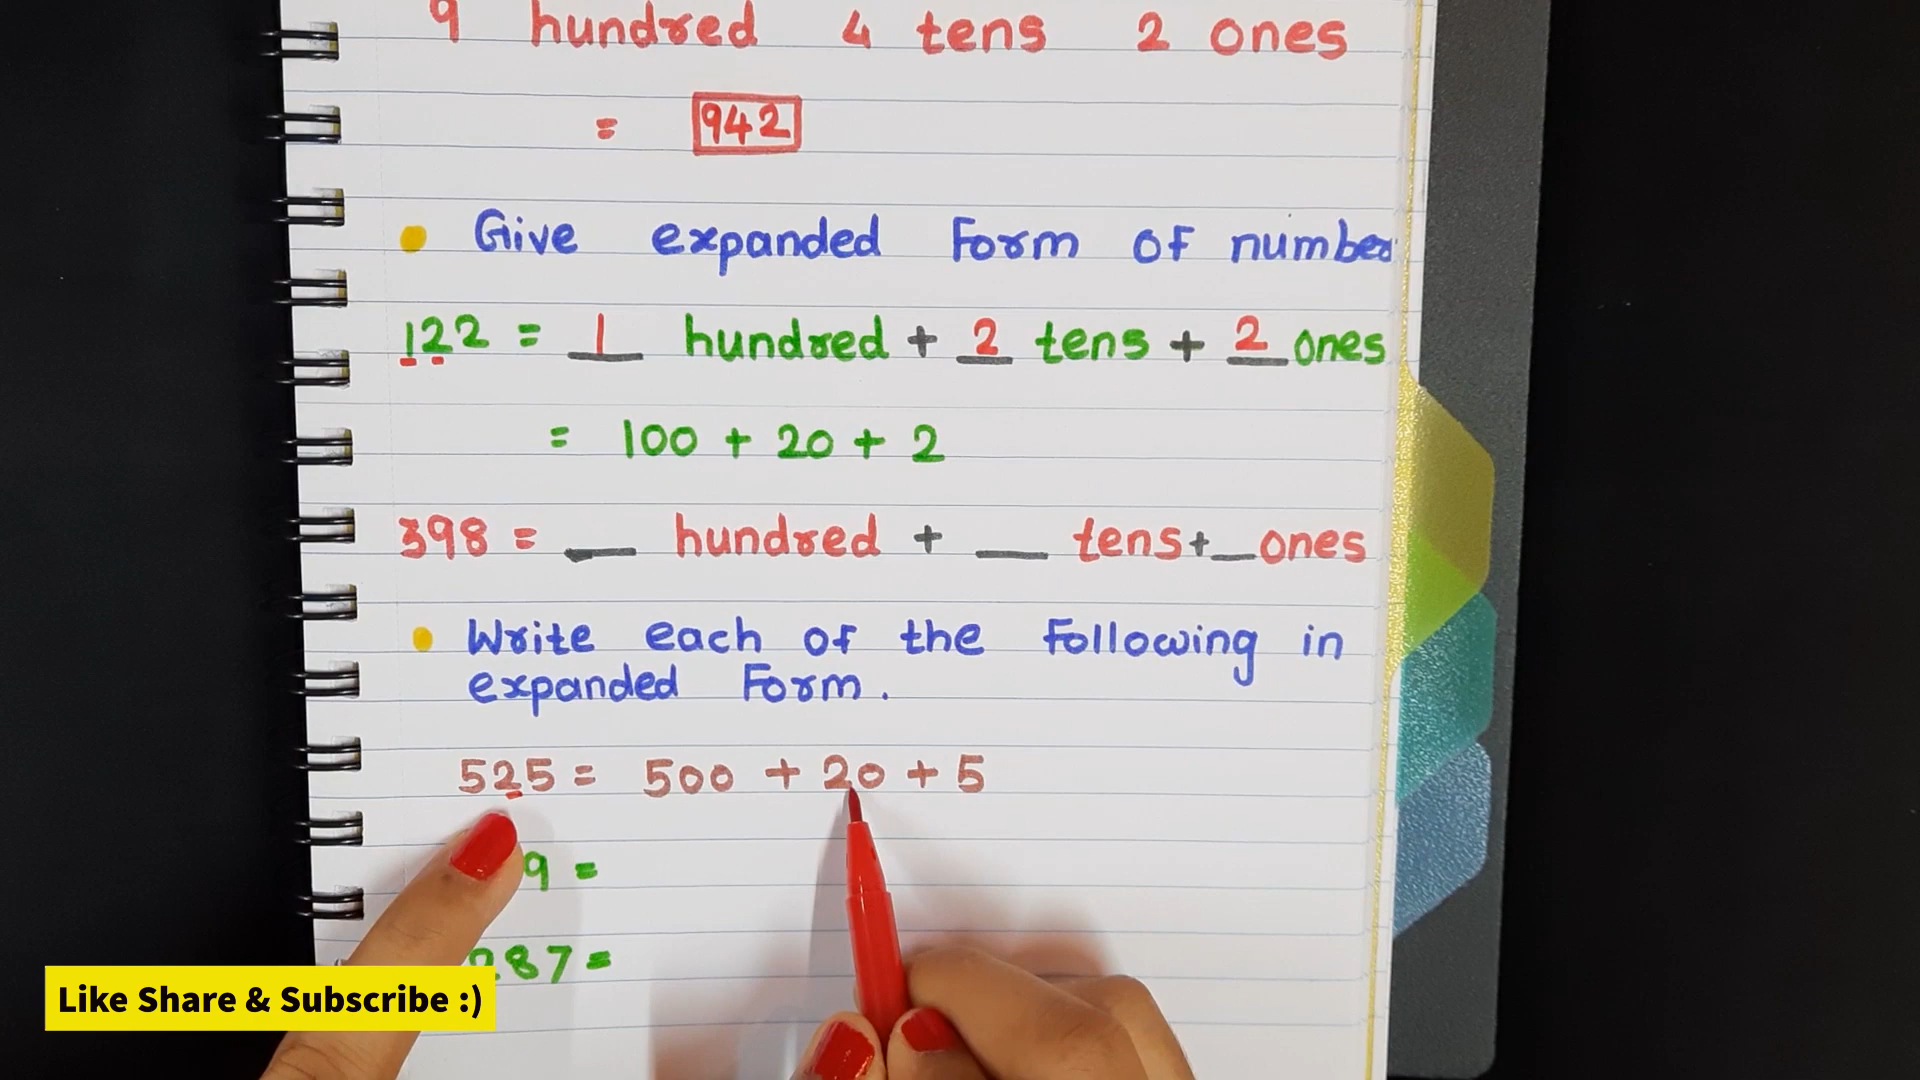 9 hundred 4 tens 2 ones
= 942
Give expanded Form of number
122 = 1 hundred + 2 tens + 2 ones
= 100 + 20 + 2
398 = __ hundred + __ tens + _ ones
Write each of the Following in
expanded Form.
525 = 500 + 20 + 5
9 =
287 =
Like Share & Subscribe :)